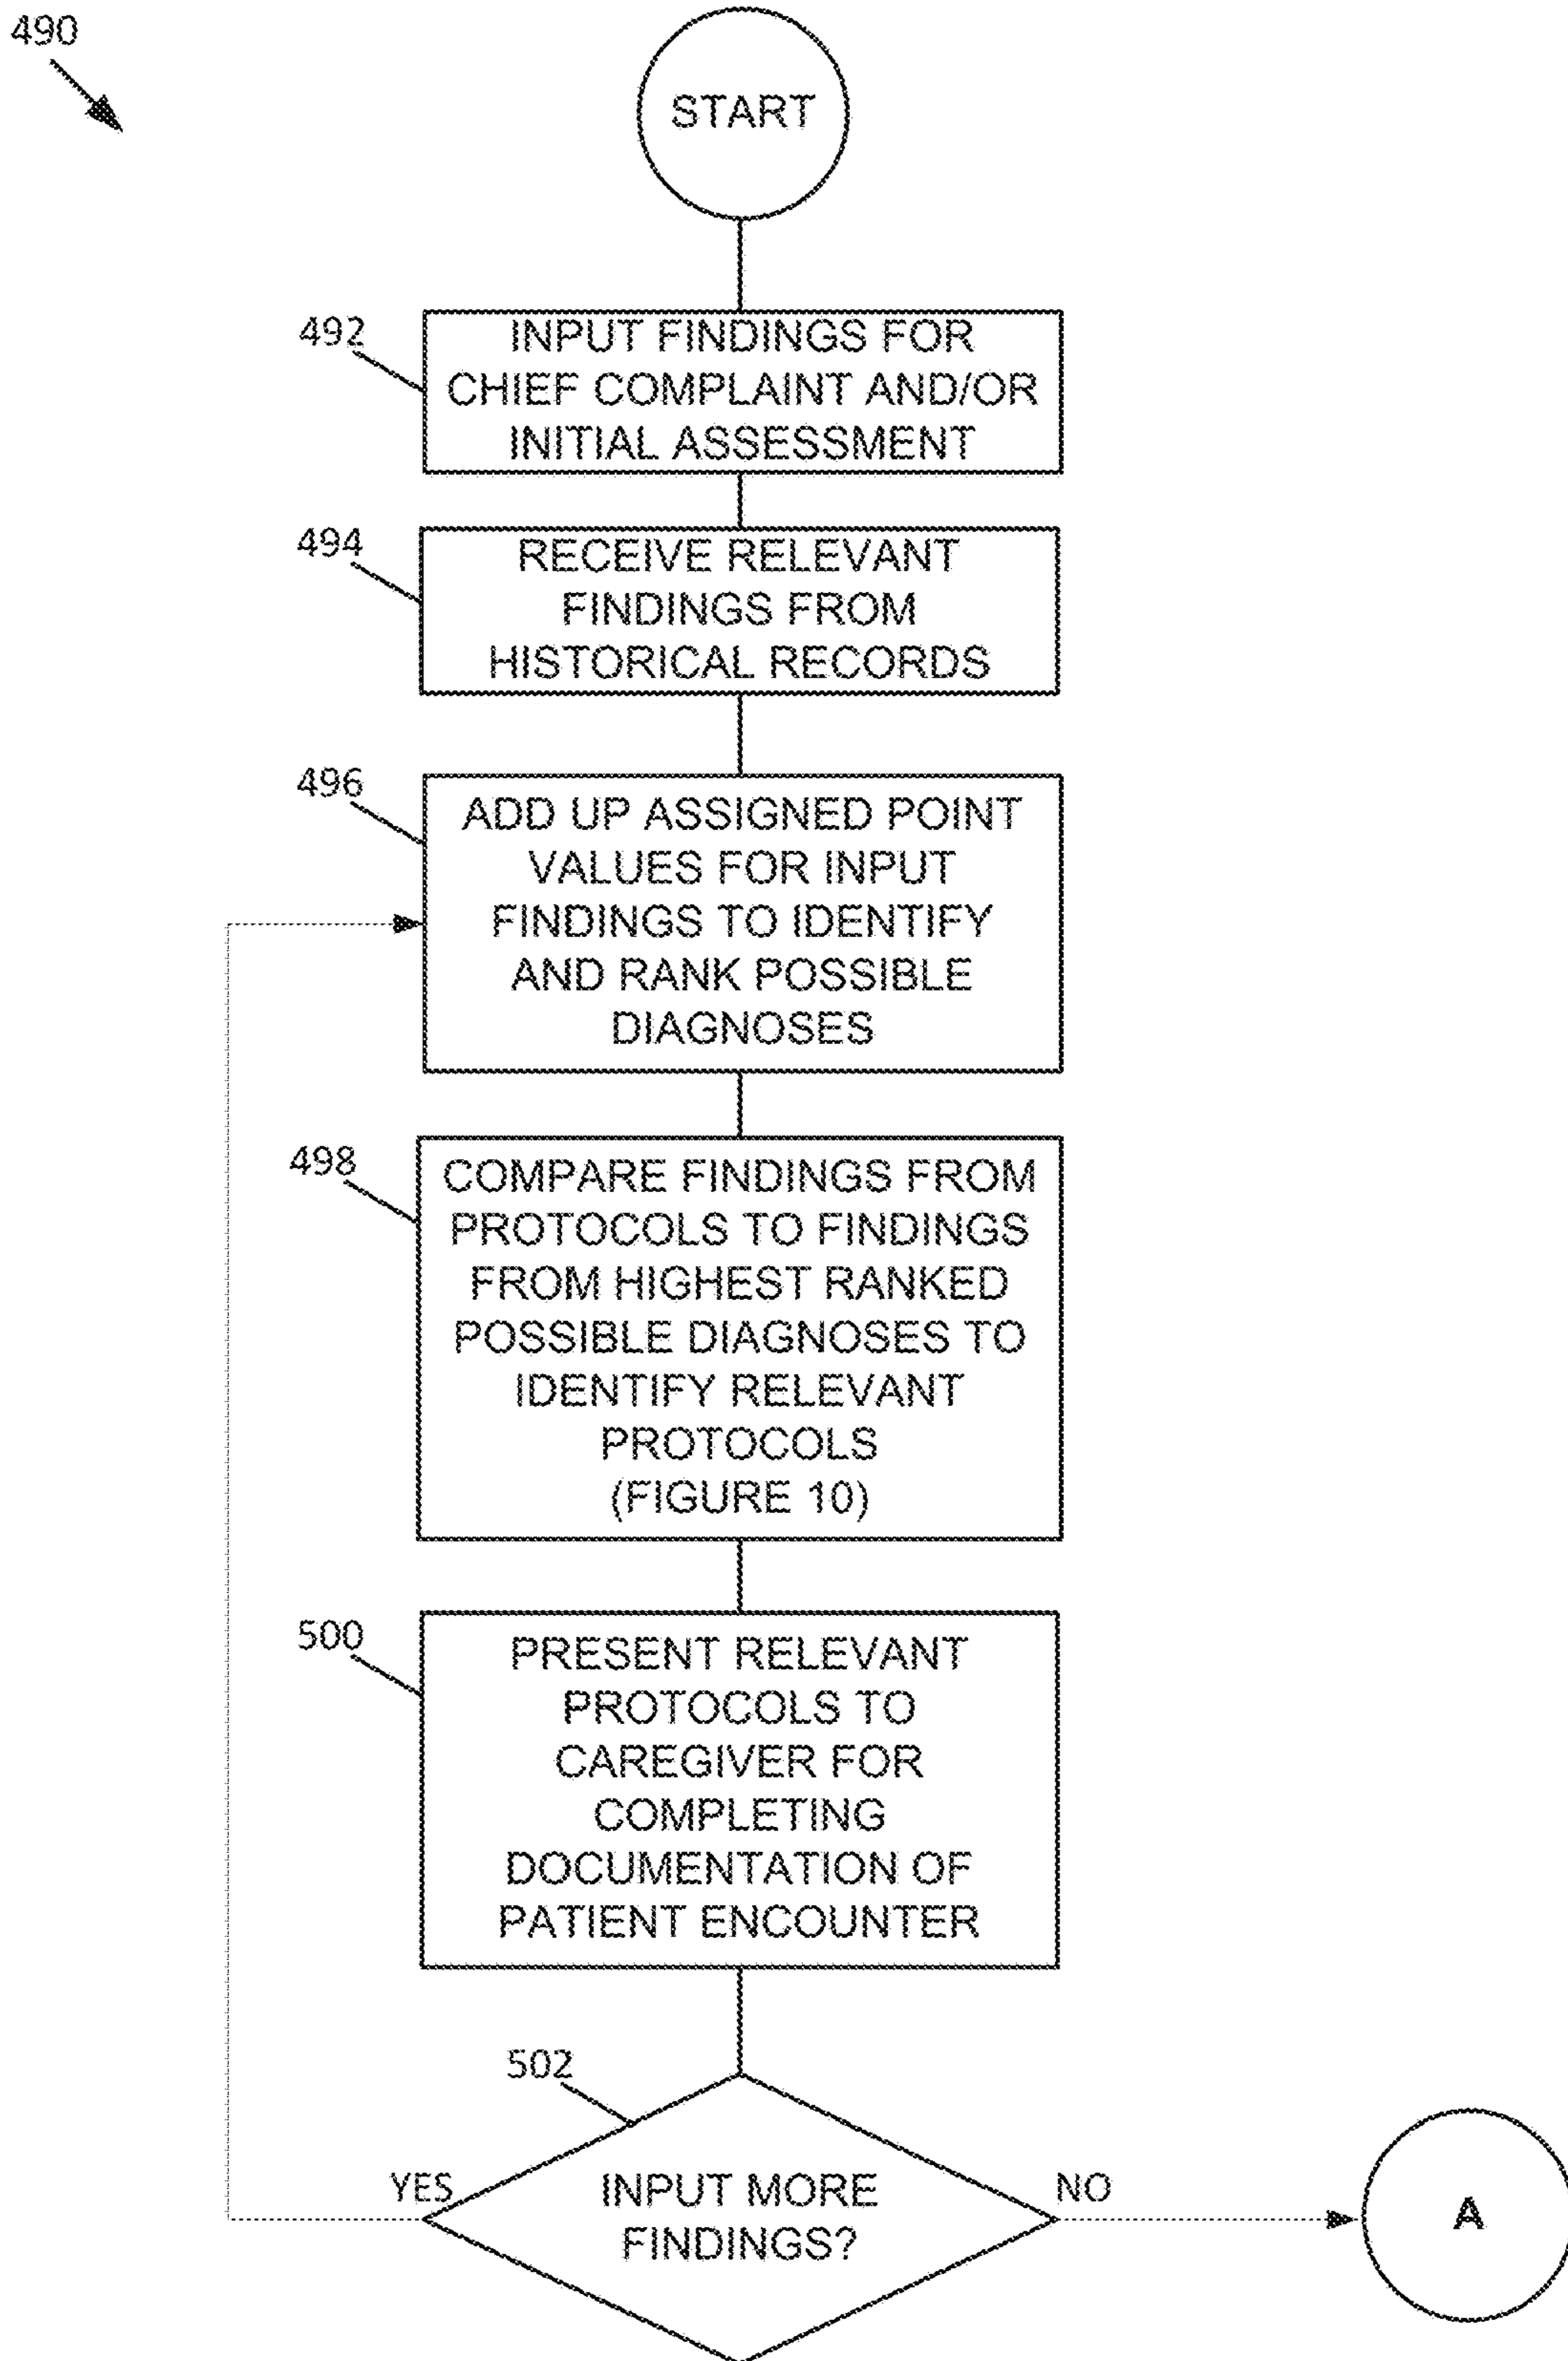 490
START
492
INPUT FINDINGS FOR
CHIEF COMPLAINT AND/OR
INITIAL ASSESSMENT
494
RECEIVE RELEVANT
FINDINGS FROM
HISTORICAL RECORDS
496
ADD UP ASSIGNED POINT
VALUES FOR INPUT
FINDINGS TO IDENTIFY
AND RANK POSSIBLE
DIAGNOSES
498
COMPARE FINDINGS FROM
PROTOCOLS TO FINDINGS
FROM HIGHEST RANKED
POSSIBLE DIAGNOSES TO
IDENTIFY RELEVANT
PROTOCOLS
(FIGURE 10)
500
PRESENT RELEVANT
PROTOCOLS TO
CAREGIVER FOR
COMPLETING
DOCUMENTATION OF
PATIENT ENCOUNTER
502
YES
INPUT MORE
FINDINGS?
NO
A